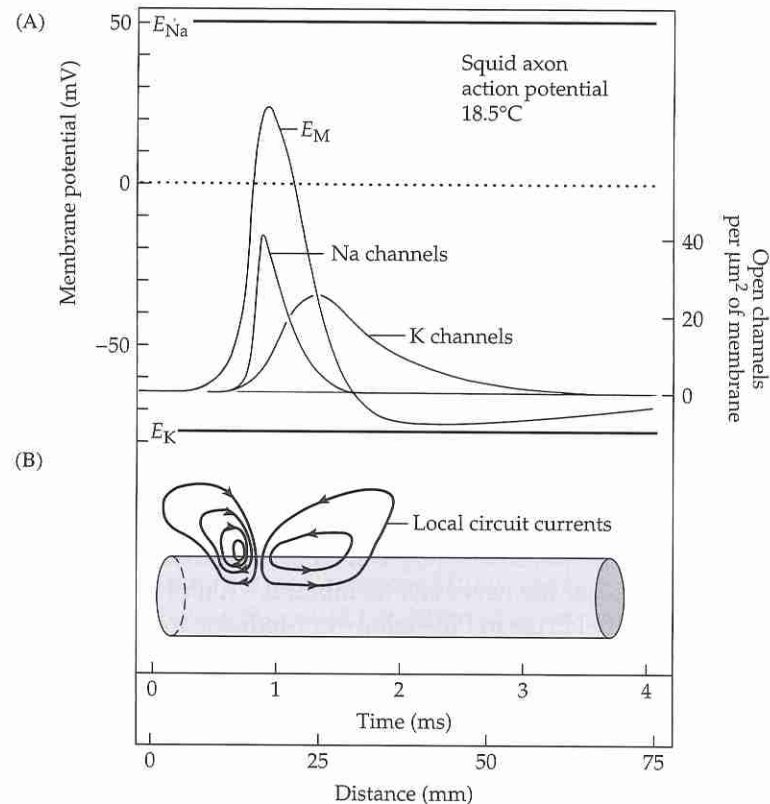 (A)
50
E_Na
Squid axon
action potential
18.5°C
E_M
0
Na channels
K channels
−50
E_K
Membrane potential (mV)
40
20
0
Open channels
per μm² of membrane
(B)
Local circuit currents
0 1 2 3 4
Time (ms)
0 25 50 75
Distance (mm)